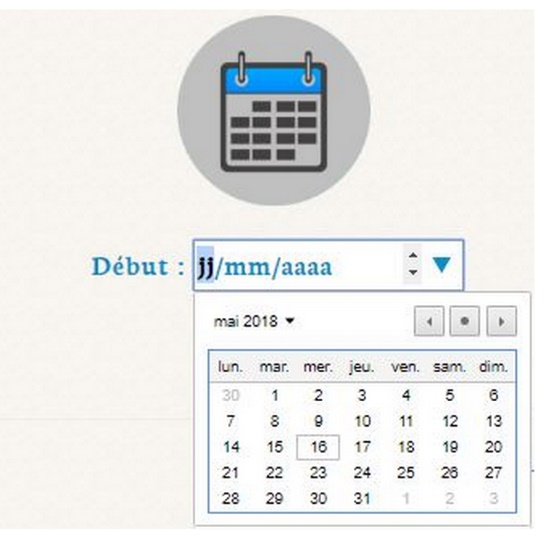 Début : jj/mm/aaaa
mai 2018
lun. mar. mer. jeu. ven. sam. dim.
30 1 2 3 4 5 6
7 8 9 10 11 12 13
14 15 16 17 18 19 20
21 22 23 24 25 26 27
28 29 30 31 1 2 3